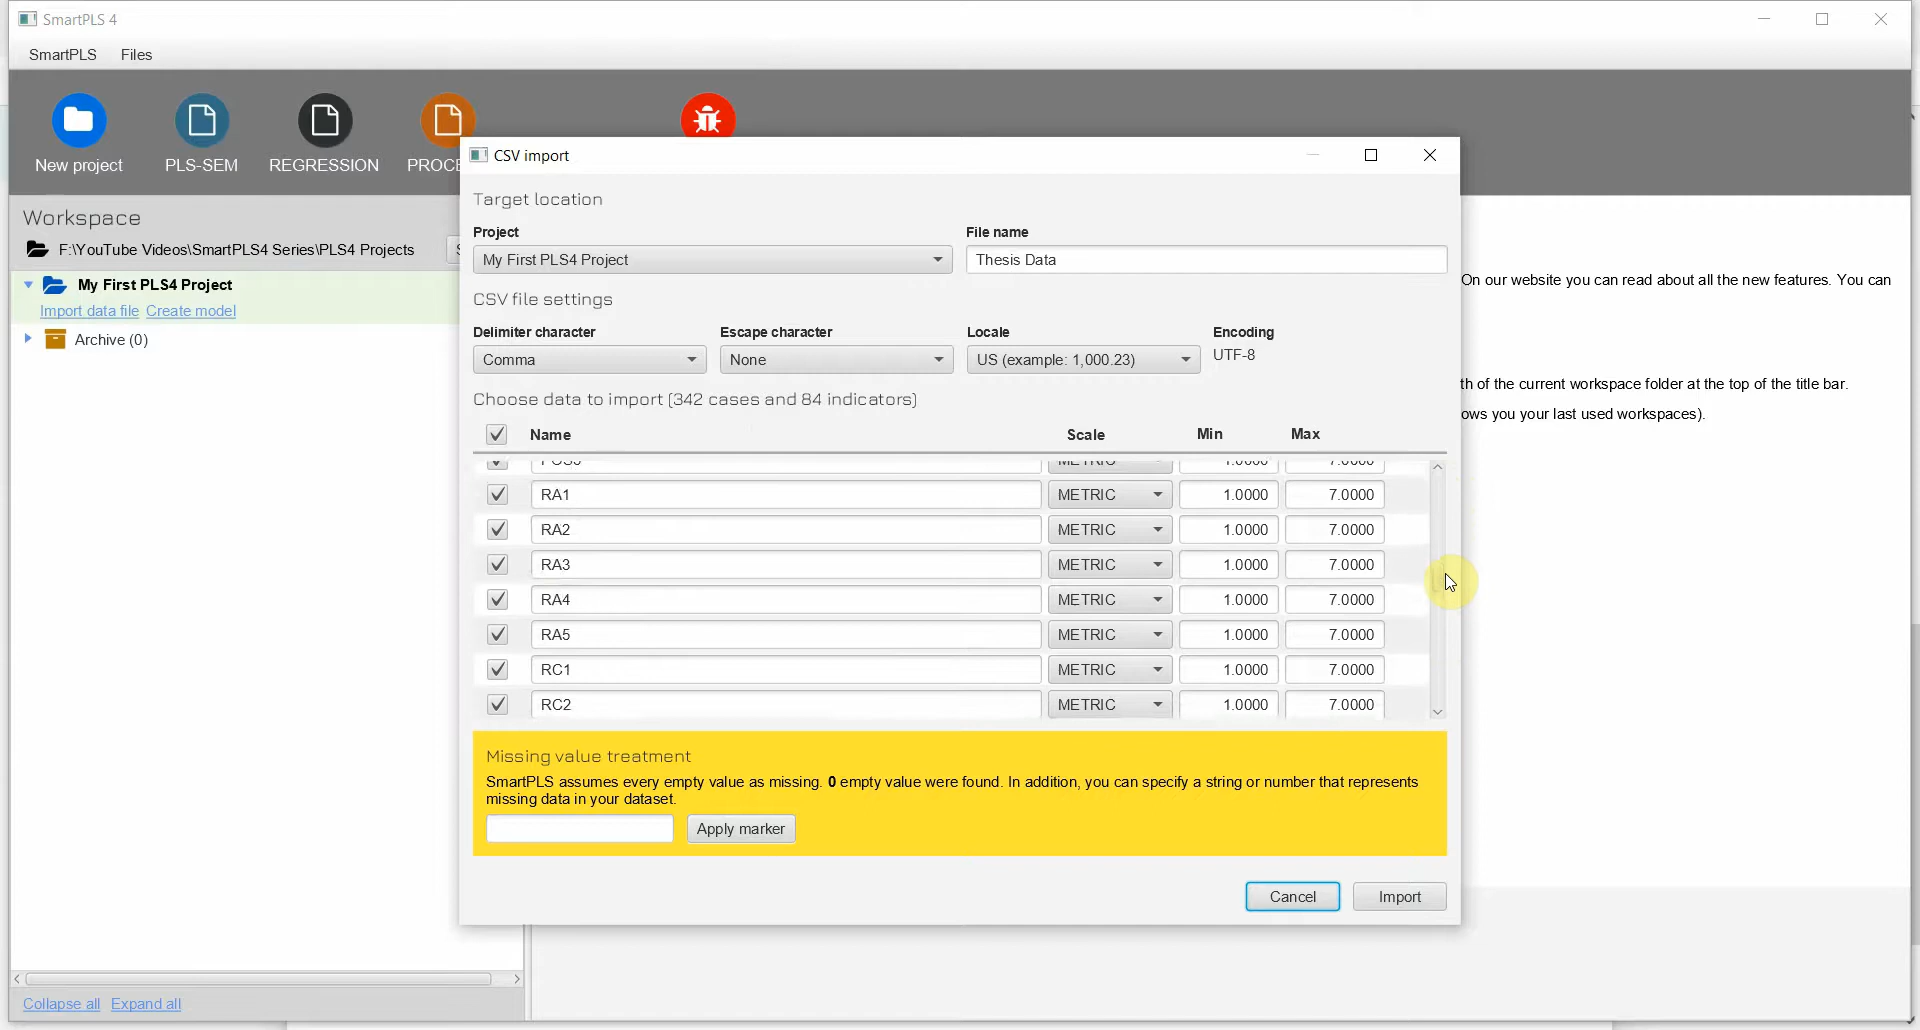 SmartPLS 4
SmartPLS Files
New project PLS-SEM REGRESSION
CSV import
Workspace
F:\YouTube Videos\SmartPLS4 Series\PLS4 Projects
My First PLS4 Project
Import data file Create model
Archive (0)
Target location
Project File name
My First PLS4 Project Thesis Data
CSV file settings
Delimiter character Escape character Locale Encoding
Comma None US (example: 1,000.23) UTF-8
Choose data to import (342 cases and 84 indicators)
Name Scale Min Max
RA1 METRIC 1.0000 7.0000
RA2 METRIC 1.0000 7.0000
RA3 METRIC 1.0000 7.0000
RA4 METRIC 1.0000 7.0000
RA5 METRIC 1.0000 7.0000
RC1 METRIC 1.0000 7.0000
RC2 METRIC 1.0000 7.0000
Missing value treatment
SmartPLS assumes every empty value as missing. 0 empty value were found. In addition, you can specify a string or number that represents
missing data in your dataset.
Apply marker
Cancel Import
On our website you can read about all the new features. You can
of the current workspace folder at the top of the title bar.
you your last used workspaces).
Collapse all Expand all